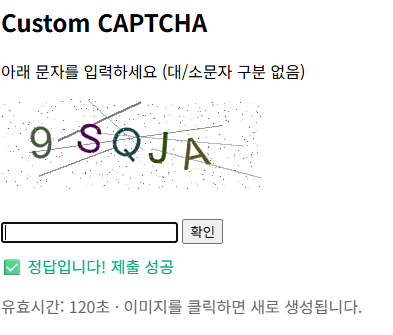 Custom CAPTCHA
아래 문자를 입력하세요 (대/소문자 구분 없음)
9SQJA
확인
✅ 정답입니다! 제출 성공
유효시간: 120초 · 이미지를 클릭하면 새로 생성됩니다.